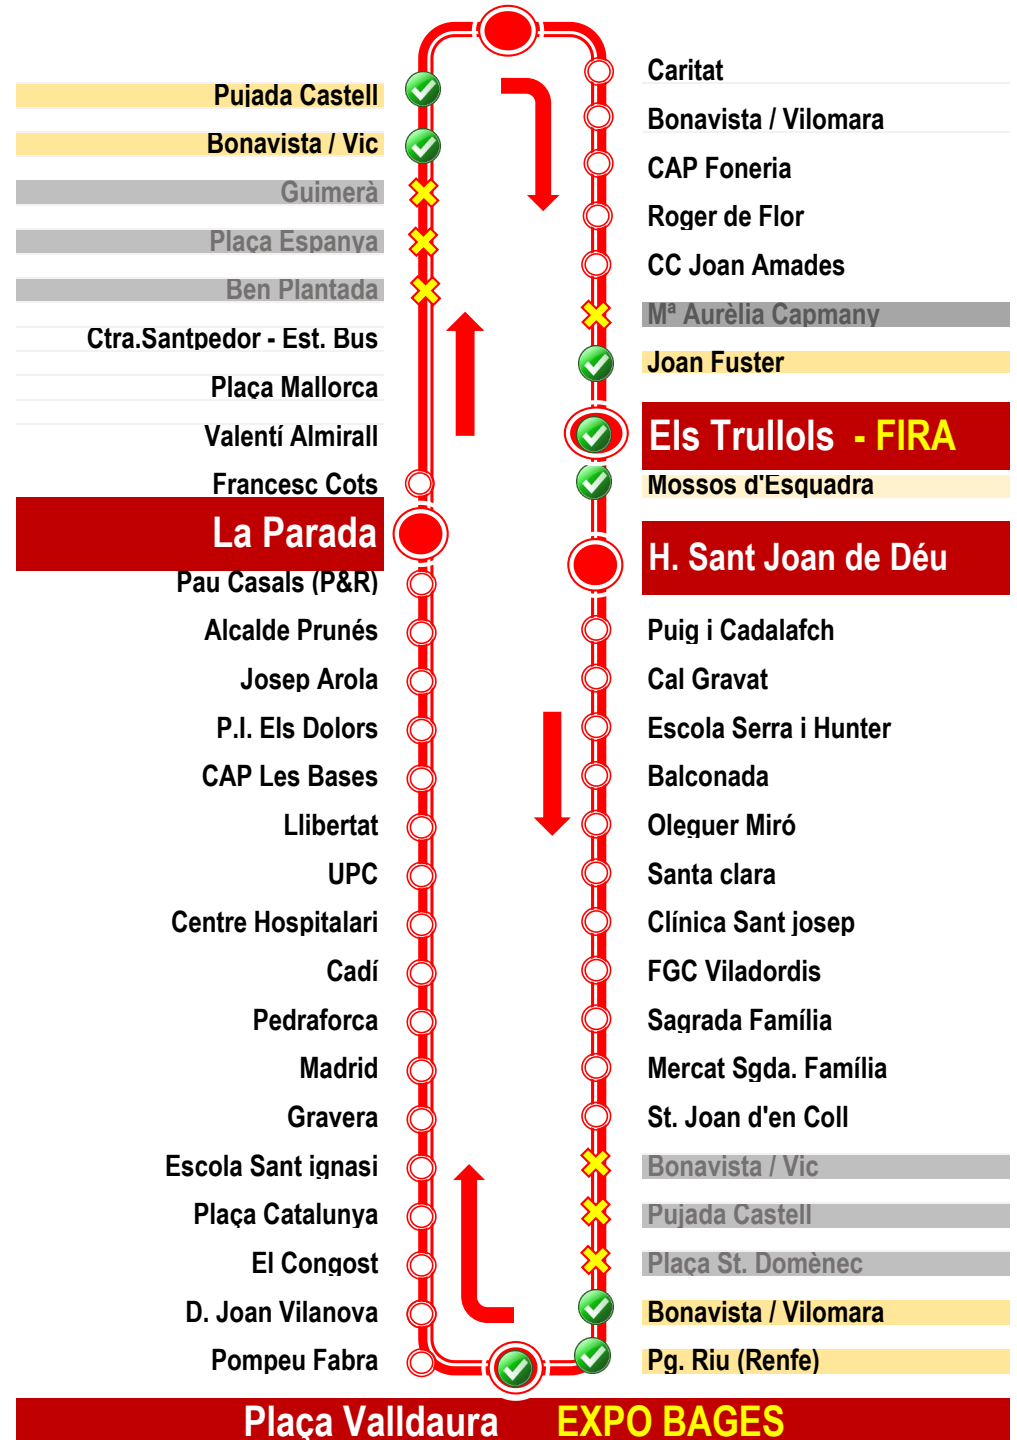 Pujada Castell
Bonavista / Vic
Guimerà
Plaça Espanya
Ben Plantada
Ctra.Santpedor - Est. Bus
Plaça Mallorca
Valentí Almirall
Francesc Cots
La Parada
Pau Casals (P&R)
Alcalde Prunés
Josep Arola
P.I. Els Dolors
CAP Les Bases
Llibertat
UPC
Centre Hospitalari
Cadí
Pedraforca
Madrid
Gravera
Escola Sant ignasi
Plaça Catalunya
El Congost
D. Joan Vilanova
Pompeu Fabra
Caritat
Bonavista / Vilomara
CAP Foneria
Roger de Flor
CC Joan Amades
Mª Aurèlia Capmany
Joan Fuster
Els Trullols - FIRA
Mossos d'Esquadra
H. Sant Joan de Déu
Puig i Cadalafch
Cal Gravat
Escola Serra i Hunter
Balconada
Oleguer Miró
Santa clara
Clínica Sant josep
FGC Viladordis
Sagrada Família
Mercat Sgda. Família
St. Joan d'en Coll
Bonavista / Vic
Pujada Castell
Plaça St. Domènec
Bonavista / Vilomara
Pg. Riu (Renfe)
Plaça Valldaura EXPO BAGES